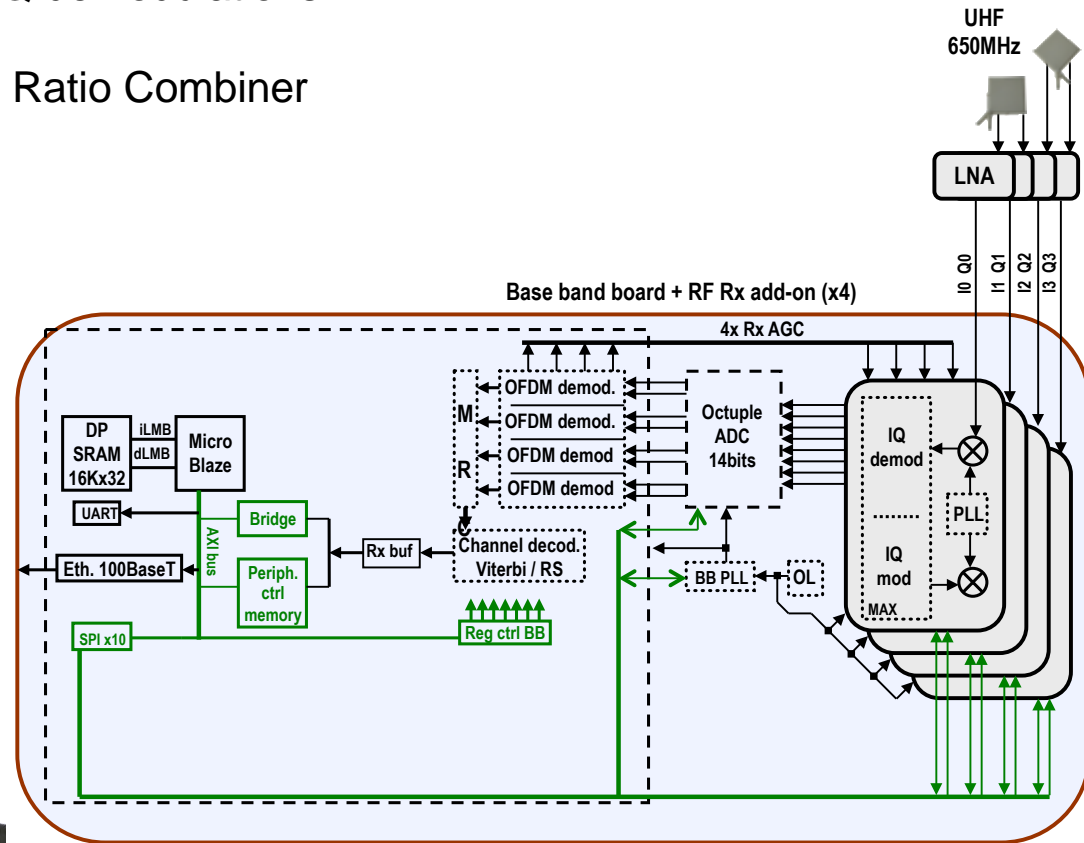 Ratio Combiner
UHF
650MHz
LNA
I0 Q0
I1 Q1
I2 Q2
I3 Q3
Base band board + RF Rx add-on (x4)
4x Rx AGC
OFDM demod.
OFDM demod.
OFDM demod
OFDM demod
M
R
C
Octuple
ADC
14bits
IQ
demod
PLL
IQ
mod
MAX
DP
SRAM
16Kx32
iLMB
dLMB
Micro
Blaze
UART
AXI bus
Bridge
Eth. 100BaseT
Periph.
ctrl
memory
Rx buf
Channel decod.
Viterbi / RS
BB PLL
OL
SPI x10
Reg ctrl BB